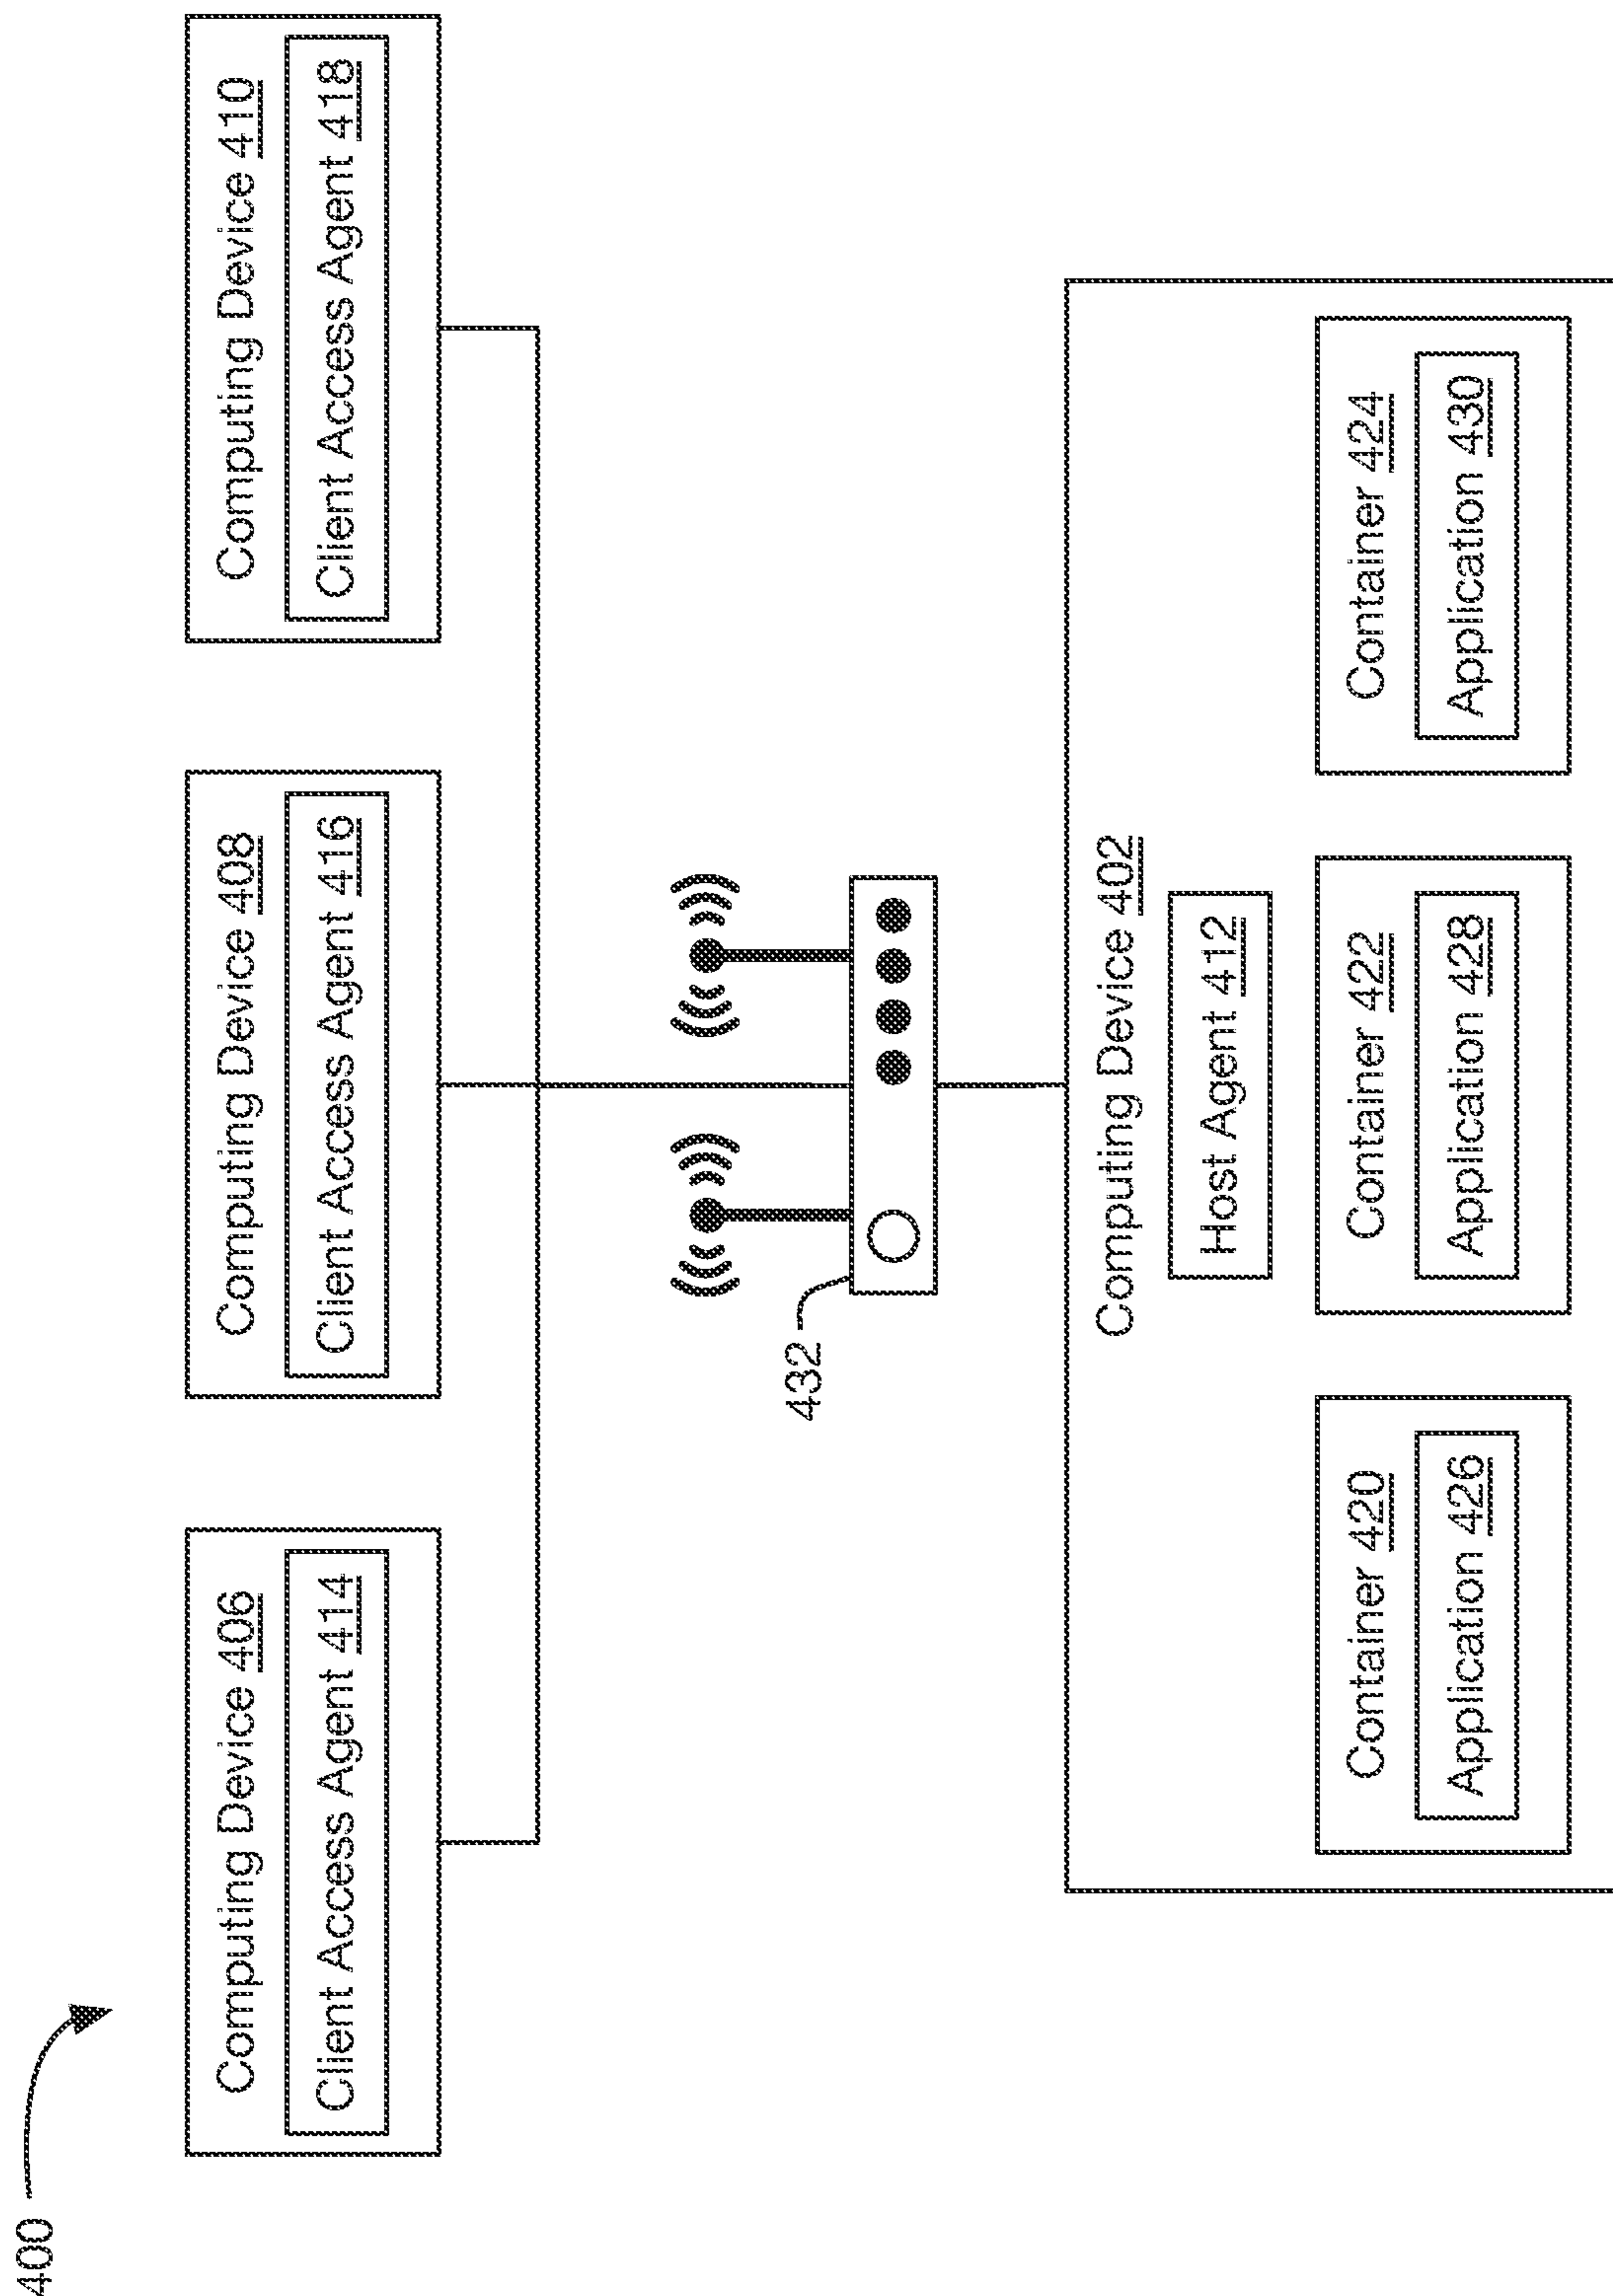 400
Computing Device 406
Client Access Agent 414
Computing Device 408
Client Access Agent 416
Computing Device 410
Client Access Agent 418
432
Computing Device 402
Host Agent 412
Container 420
Application 426
Container 422
Application 428
Container 424
Application 430